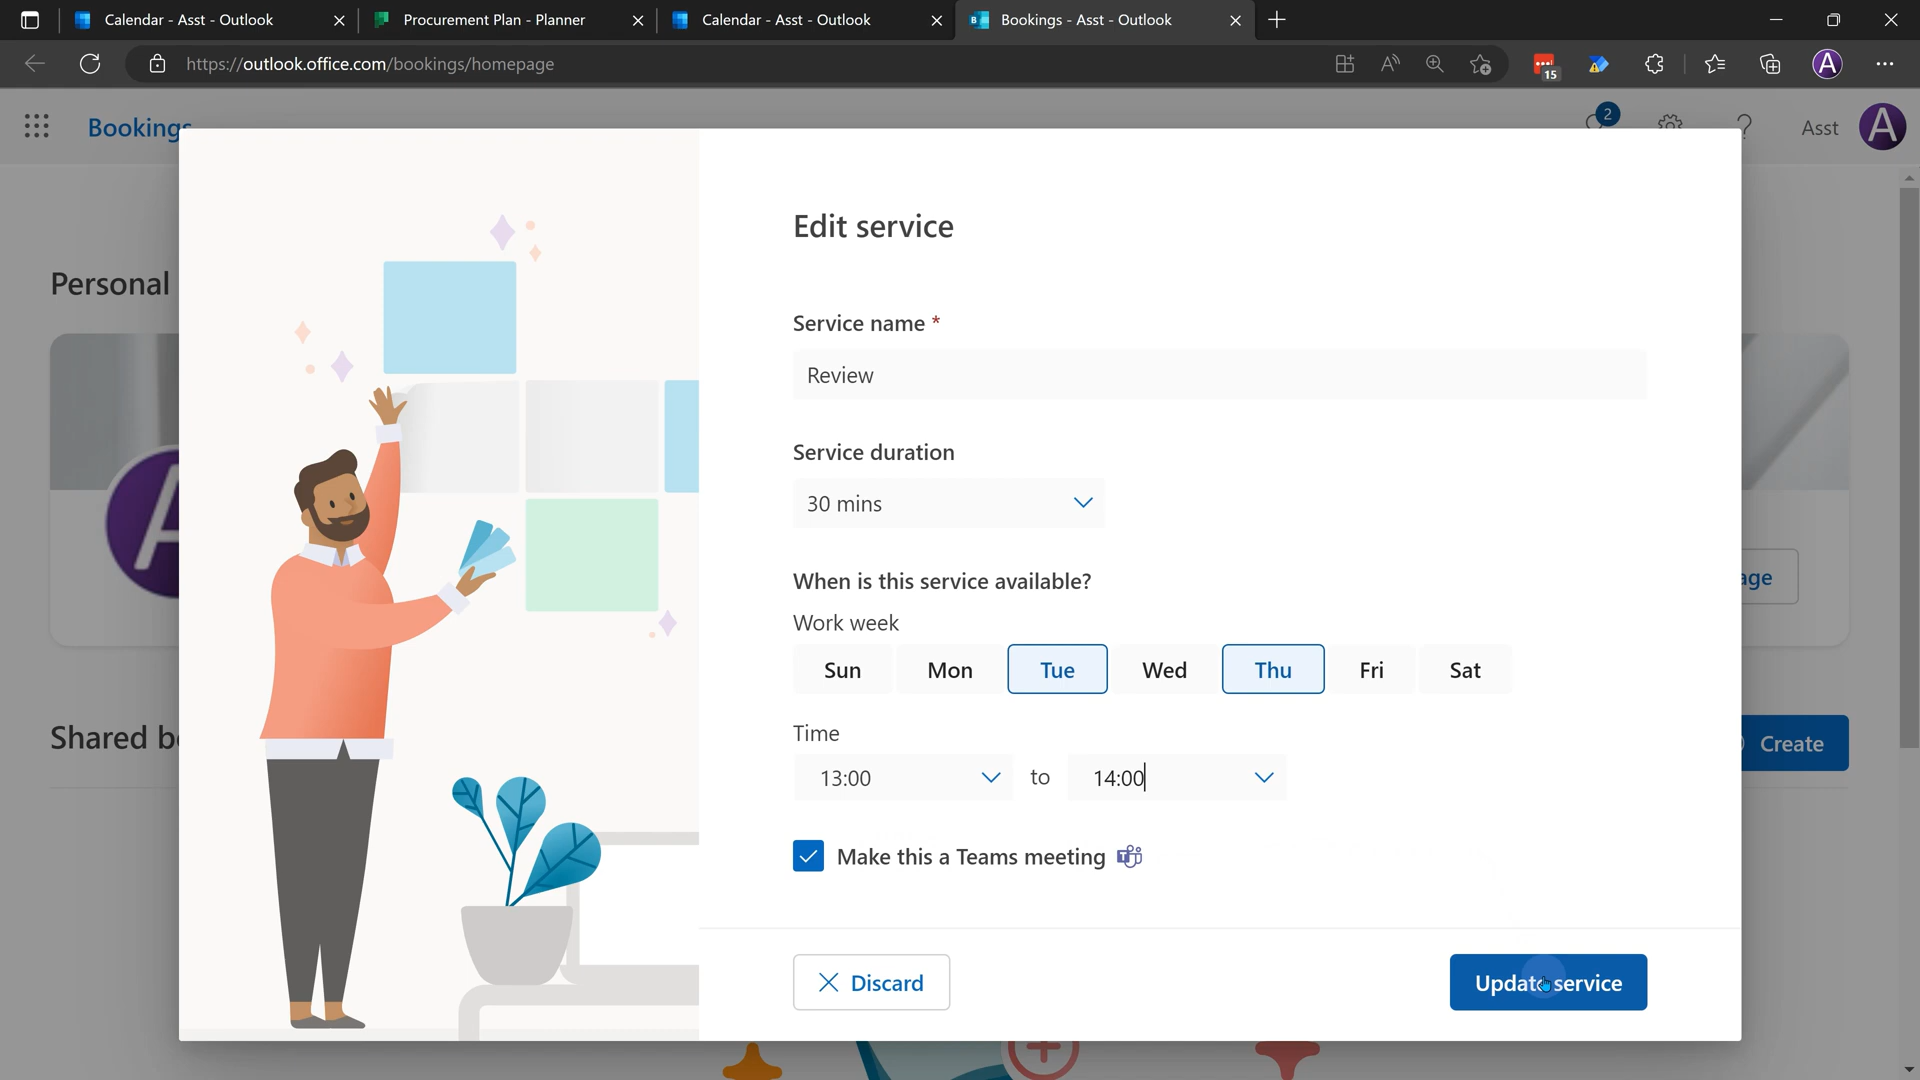 Calendar - Asst - Outlook
Procurement Plan - Planner
Calendar - Asst - Outlook
Bookings - Asst - Outlook
https://outlook.office.com/bookings/homepage
15
A
Bookings
2
?
Asst
A
Personal
Edit service
Service name *
Review
Service duration
30 mins
When is this service available?
Work week
Sun Mon Tue Wed Thu Fri Sat
Time
13:00 to 14:00
Make this a Teams meeting
Discard
Update service
Shared b
Create